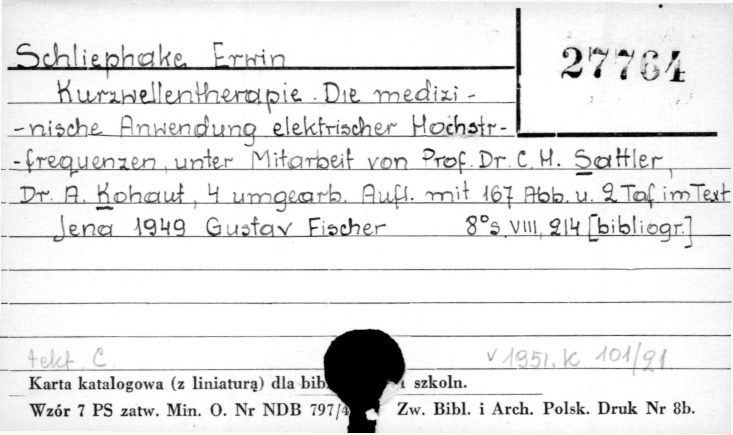 27764
Schliephake Erwin
Kurzwellentherapie. Die medizi-
-nische Anwendung elektrischer Hochstr-
-frequenzen, unter Mitarbeit von Prof. Dr. C. H. Sattler,
Dr. A. Kohaut, 4 umgearb. Aufl. mit 167 Abb. u. 2 Taf. im Text
Jena 1949 Gustav Fischer 8° s. VIII, 214 [bibliogr.]
tekt C. v 1951. K 101/91
Karta katalogowa (z liniaturą) dla bib i szkoln.
Wzór 7 PS zatw. Min. O. Nr NDB 797/4 Zw. Bibl. i Arch. Polsk. Druk Nr 8b.